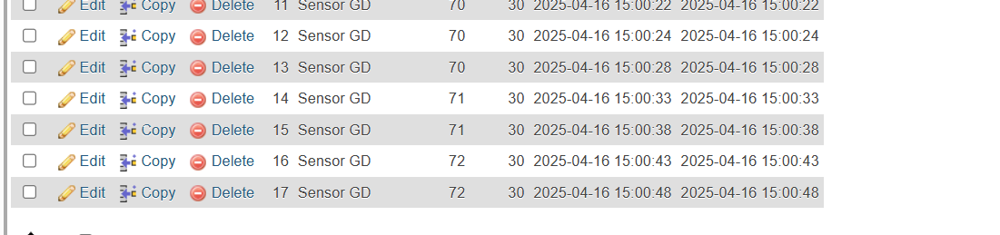 Edit Copy Delete 11 Sensor GD 70 30 2025-04-16 15:00:22 2025-04-16 15:00:22
Edit Copy Delete 12 Sensor GD 70 30 2025-04-16 15:00:24 2025-04-16 15:00:24
Edit Copy Delete 13 Sensor GD 70 30 2025-04-16 15:00:28 2025-04-16 15:00:28
Edit Copy Delete 14 Sensor GD 71 30 2025-04-16 15:00:33 2025-04-16 15:00:33
Edit Copy Delete 15 Sensor GD 71 30 2025-04-16 15:00:38 2025-04-16 15:00:38
Edit Copy Delete 16 Sensor GD 72 30 2025-04-16 15:00:43 2025-04-16 15:00:43
Edit Copy Delete 17 Sensor GD 72 30 2025-04-16 15:00:48 2025-04-16 15:00:48